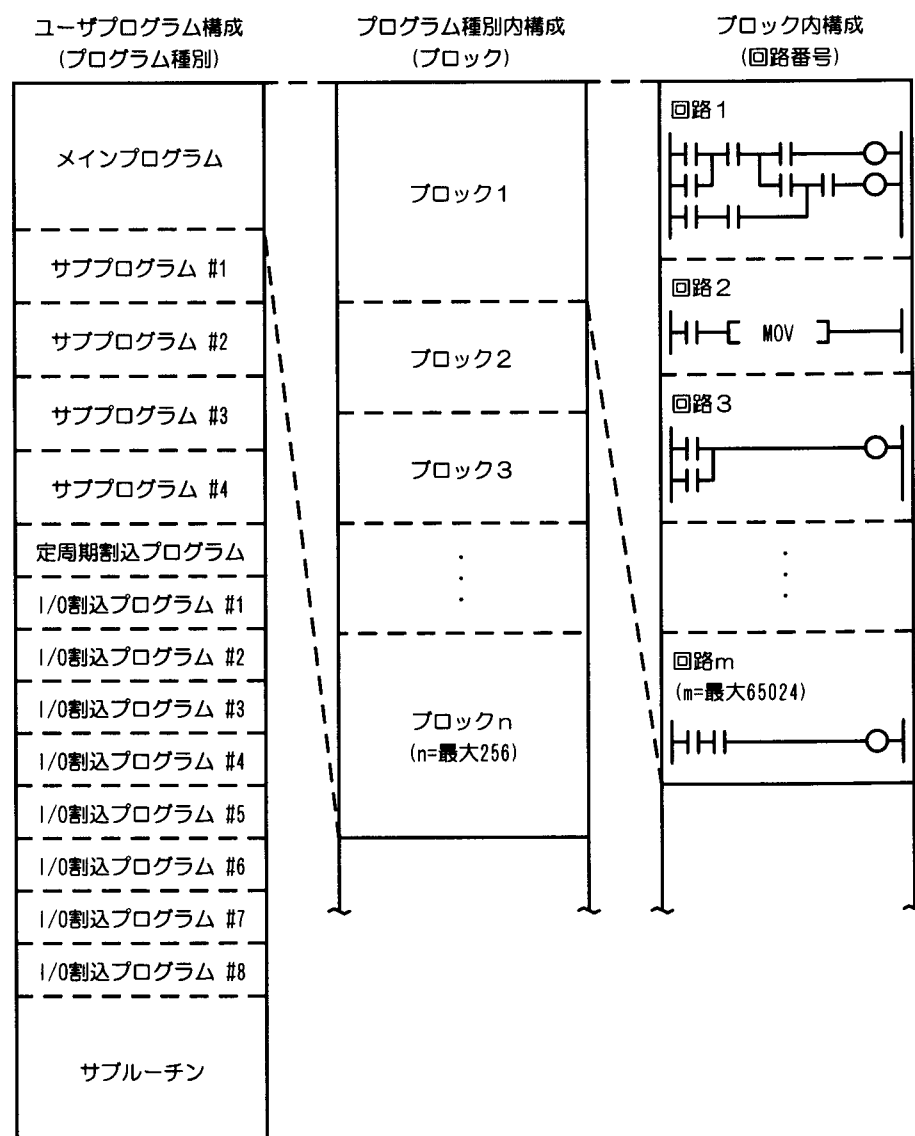 ユーザプログラム構成
(プログラム種別)
メインプログラム
サブプログラム #1
サブプログラム #2
サブプログラム #3
サブプログラム #4
定周期割込プログラム
I/O割込プログラム #1
I/O割込プログラム #2
I/O割込プログラム #3
I/O割込プログラム #4
I/O割込プログラム #5
I/O割込プログラム #6
I/O割込プログラム #7
I/O割込プログラム #8
サブルーチン
プログラム種別内構成
(ブロック)
ブロック1
ブロック2
ブロック3
ブロックn
(n=最大256)
ブロック内構成
(回路番号)
回路1
回路2
MOV
回路3
回路m
(m=最大65024)